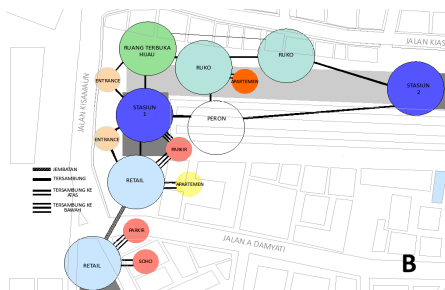 JALAN KIAS
RUANG TERBUKA
HIJAU
RUKO
RUKO
ENTRANCE
APARTEMEN
STASIUN
2
JALAN KISAMAUN
STASIUN
1
PERON
ENTRANCE
PARKIR
RETAIL
APARTEMEN
JEMBATAN
TERSAMBUNG
TERSAMBUNG KE
ATAS
TERSAMBUNG KE
BAWAH
PARKIR
JALAN A DAMYATI
RETAIL
SOHO
B